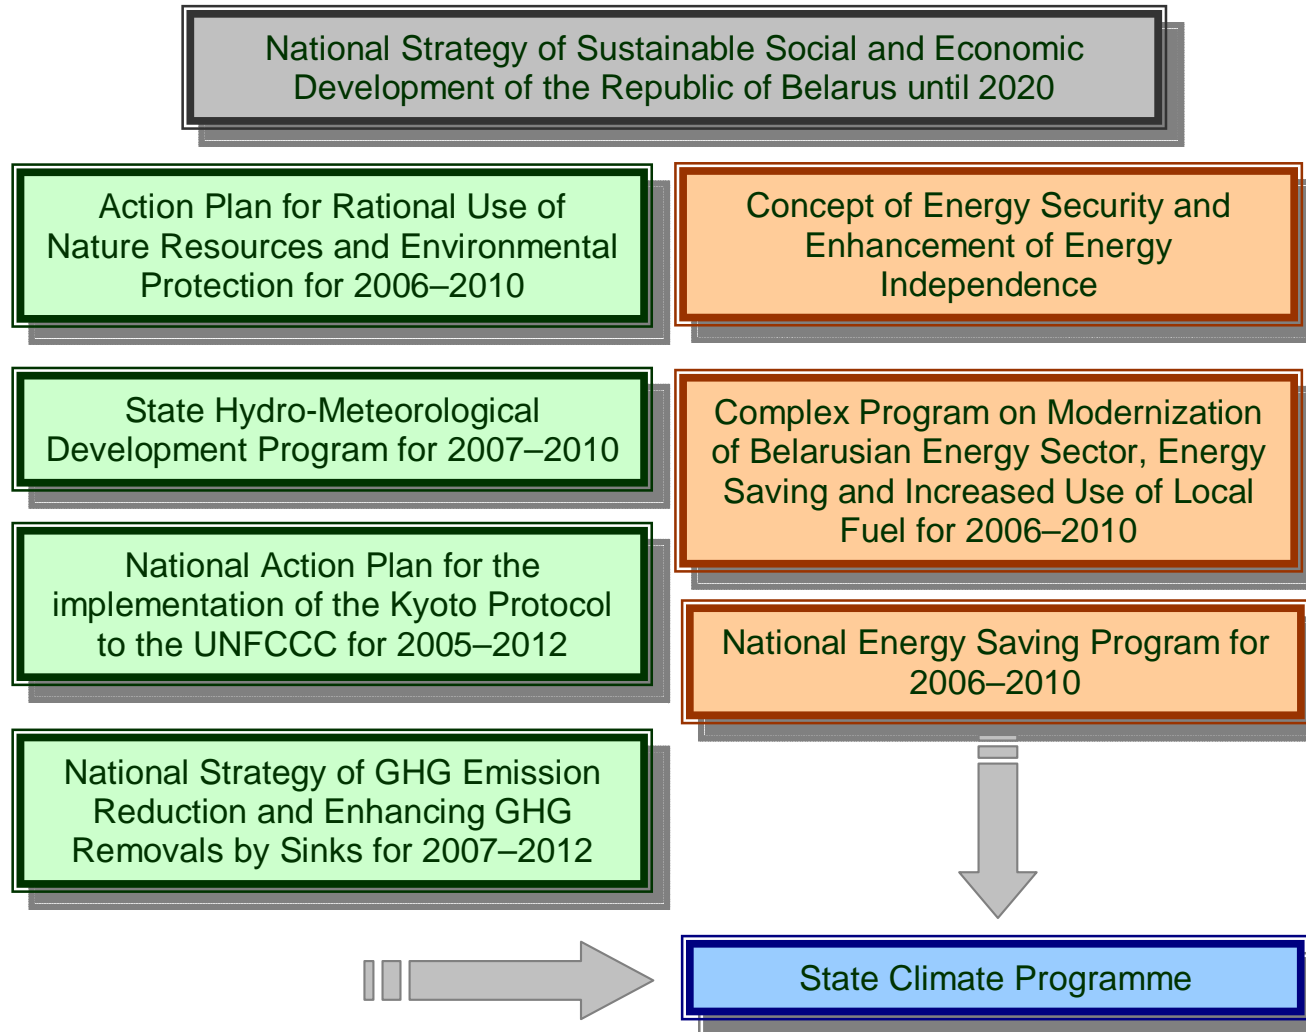 National Strategy of Sustainable Social and Economic
Development of the Republic of Belarus until 2020
Action Plan for Rational Use of
Nature Resources and Environmental
Protection for 2006–2010
State Hydro-Meteorological
Development Program for 2007–2010
National Action Plan for the
implementation of the Kyoto Protocol
to the UNFCCC for 2005–2012
National Strategy of GHG Emission
Reduction and Enhancing GHG
Removals by Sinks for 2007–2012
Concept of Energy Security and
Enhancement of Energy
Independence
Complex Program on Modernization
of Belarusian Energy Sector, Energy
Saving and Increased Use of Local
Fuel for 2006–2010
National Energy Saving Program for
2006–2010
State Climate Programme